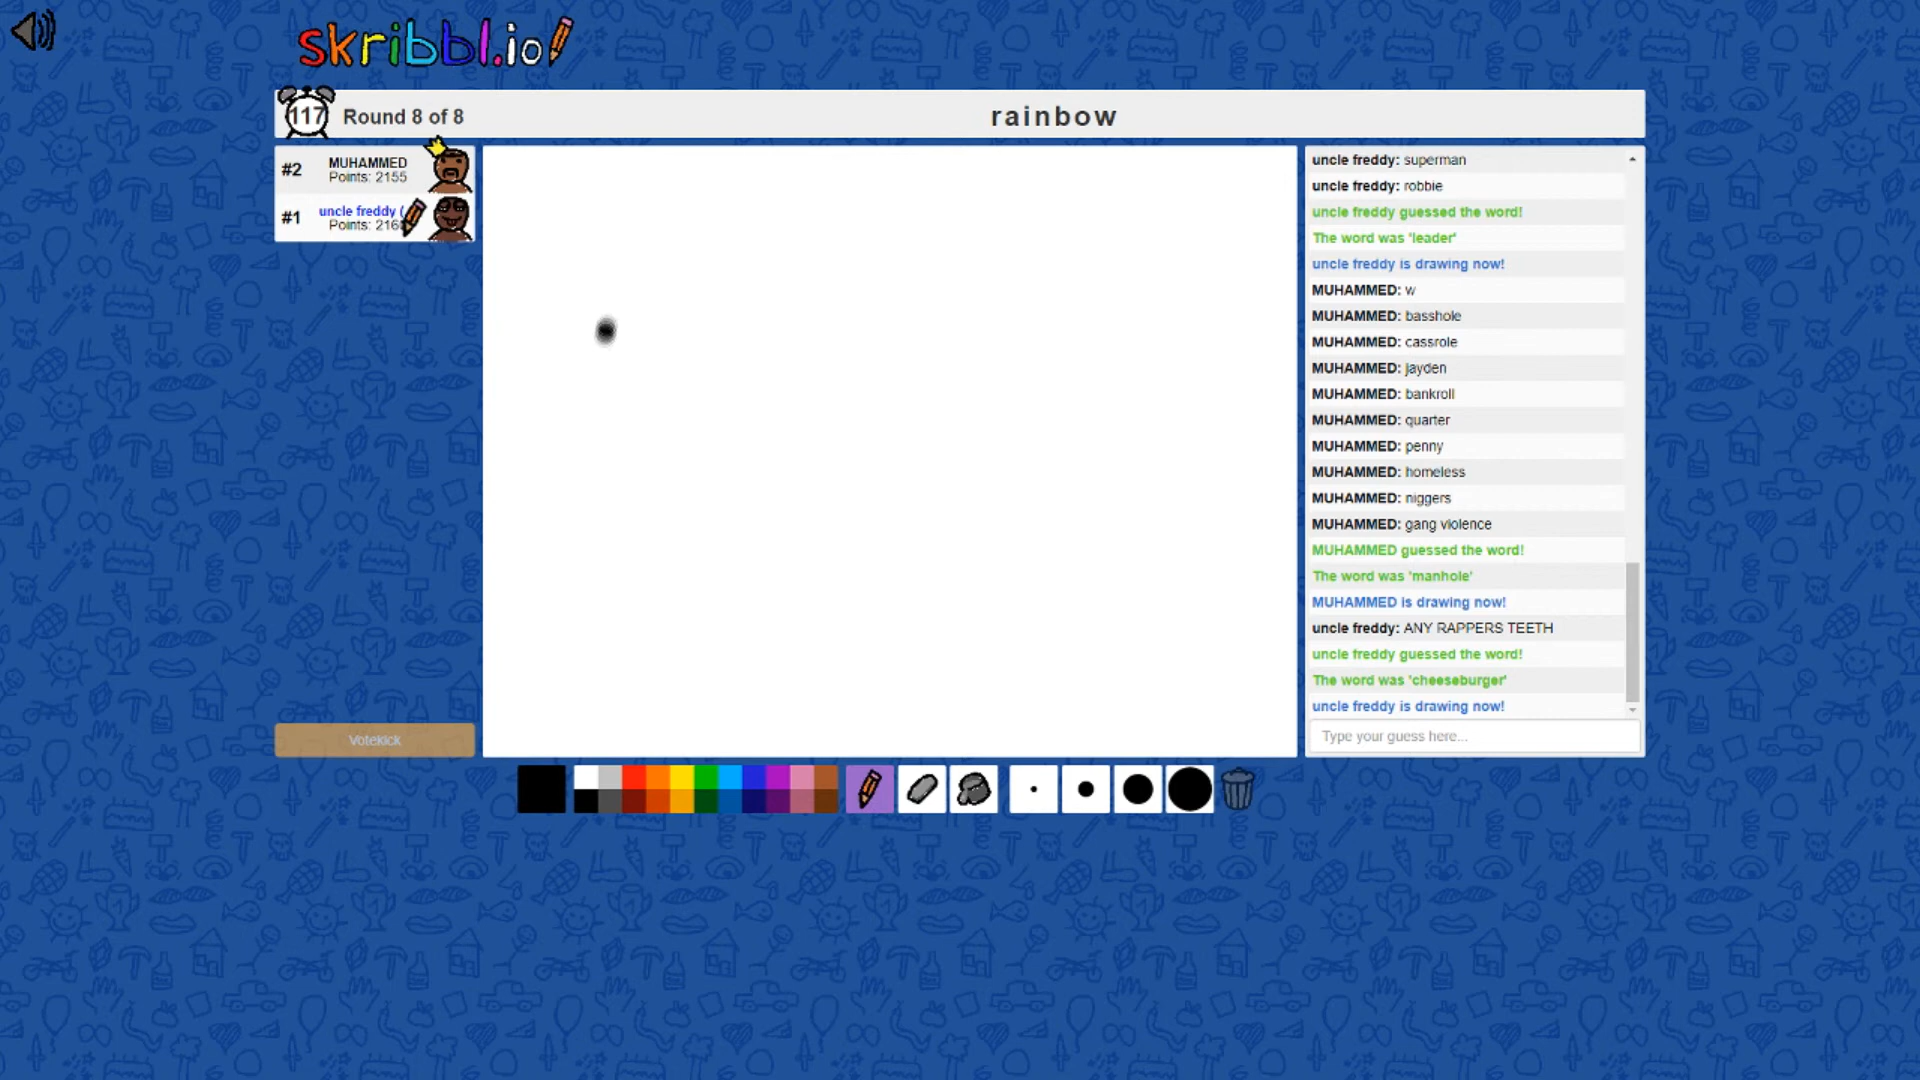 skribbl.io
117
Round 8 of 8
rainbow
#2
MUHAMMED
Points: 2155
#1
uncle freddy (
Points: 216
Votekick
uncle freddy: superman
uncle freddy: robbie
uncle freddy guessed the word!
The word was 'leader'
uncle freddy is drawing now!
MUHAMMED: w
MUHAMMED: basshole
MUHAMMED: cassrole
MUHAMMED: jayden
MUHAMMED: bankroll
MUHAMMED: quarter
MUHAMMED: penny
MUHAMMED: homeless
MUHAMMED: niggers
MUHAMMED: gang violence
MUHAMMED guessed the word!
The word was 'manhole'
MUHAMMED is drawing now!
uncle freddy: ANY RAPPERS TEETH
uncle freddy guessed the word!
The word was 'cheeseburger'
uncle freddy is drawing now!
Type your guess here...